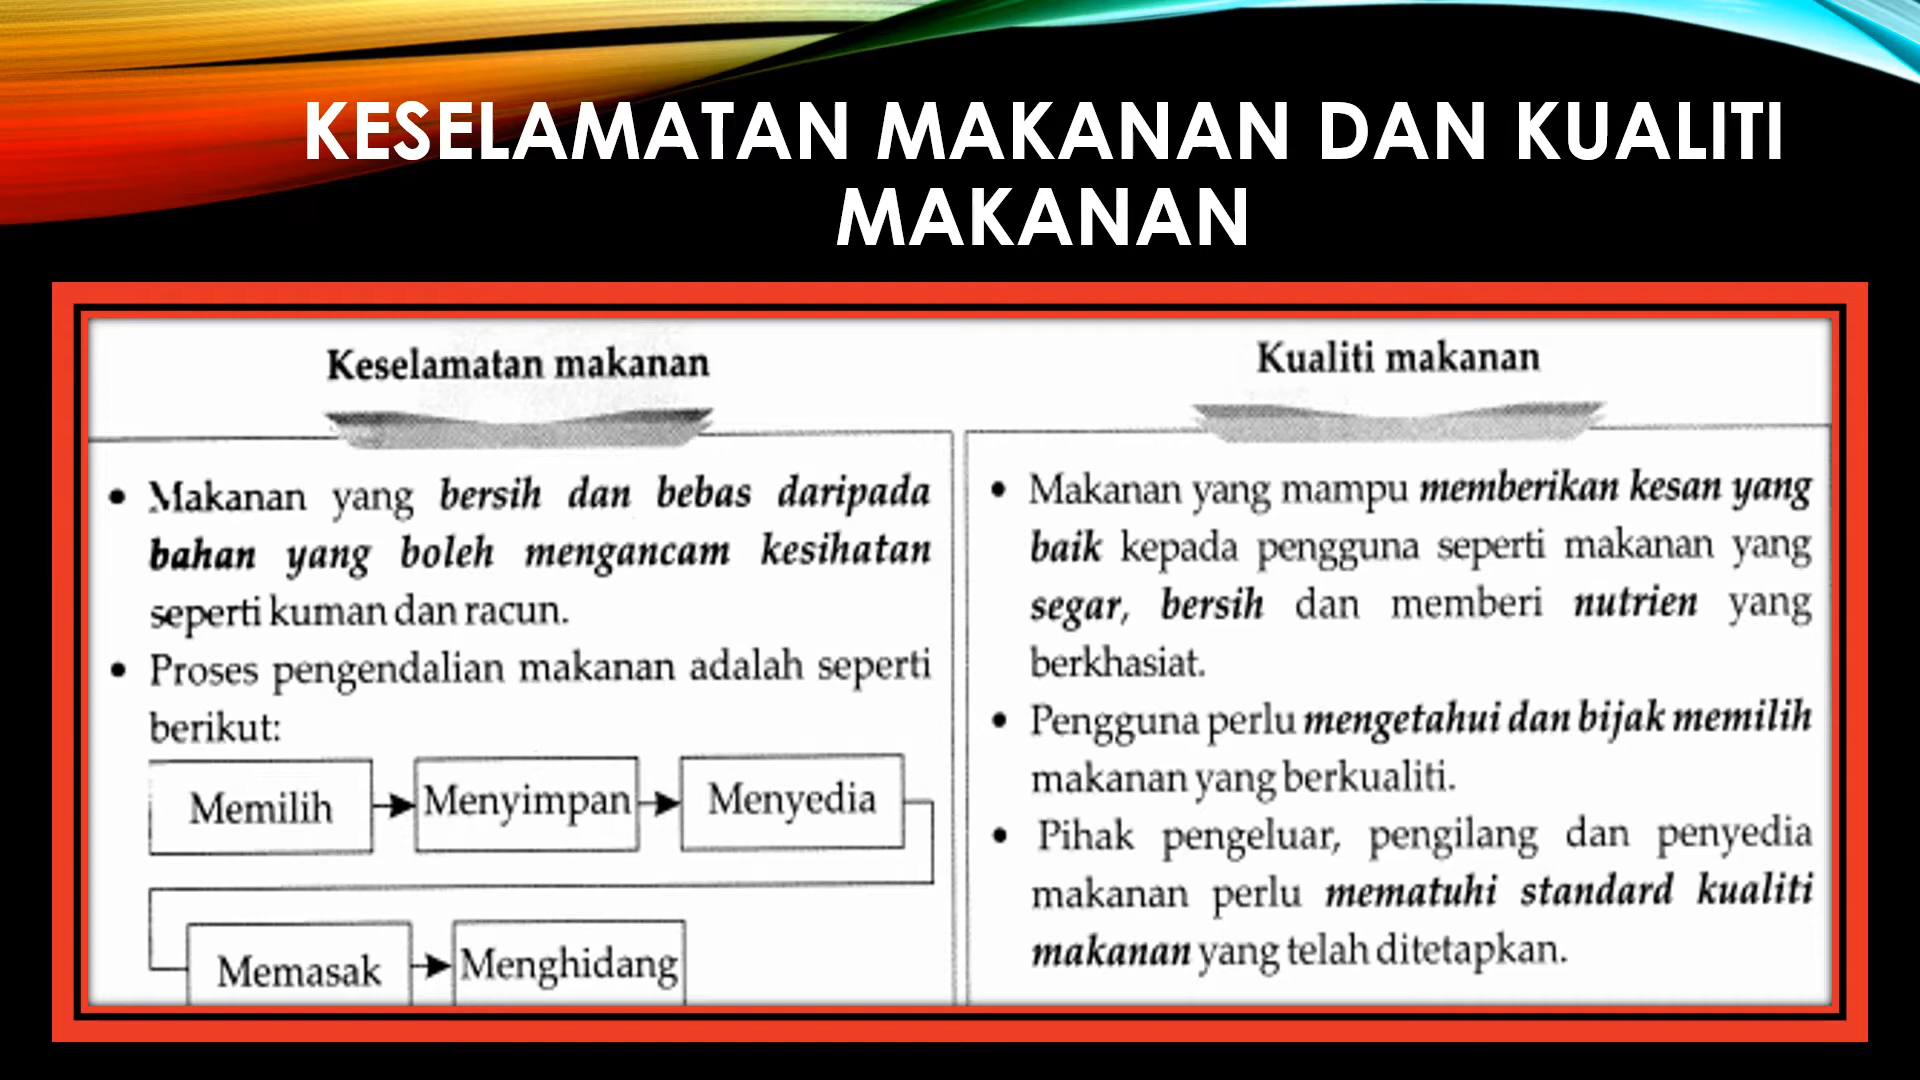 KESELAMATAN MAKANAN DAN KUALITI
MAKANAN
Keselamatan makanan
• Makanan yang bersih dan bebas daripada
bahan yang boleh mengancam kesihatan
seperti kuman dan racun.
• Proses pengendalian makanan adalah seperti
berikut:
Memilih
Menyimpan
Menyedia
Memasak
Menghidang
Kualiti makanan
• Makanan yang mampu memberikan kesan yang
baik kepada pengguna seperti makanan yang
segar, bersih dan memberi nutrien yang
berkhasiat.
• Pengguna perlu mengetahui dan bijak memilih
makanan yang berkualiti.
• Pihak pengeluar, pengilang dan penyedia
makanan perlu mematuhi standard kualiti
makanan yang telah ditetapkan.